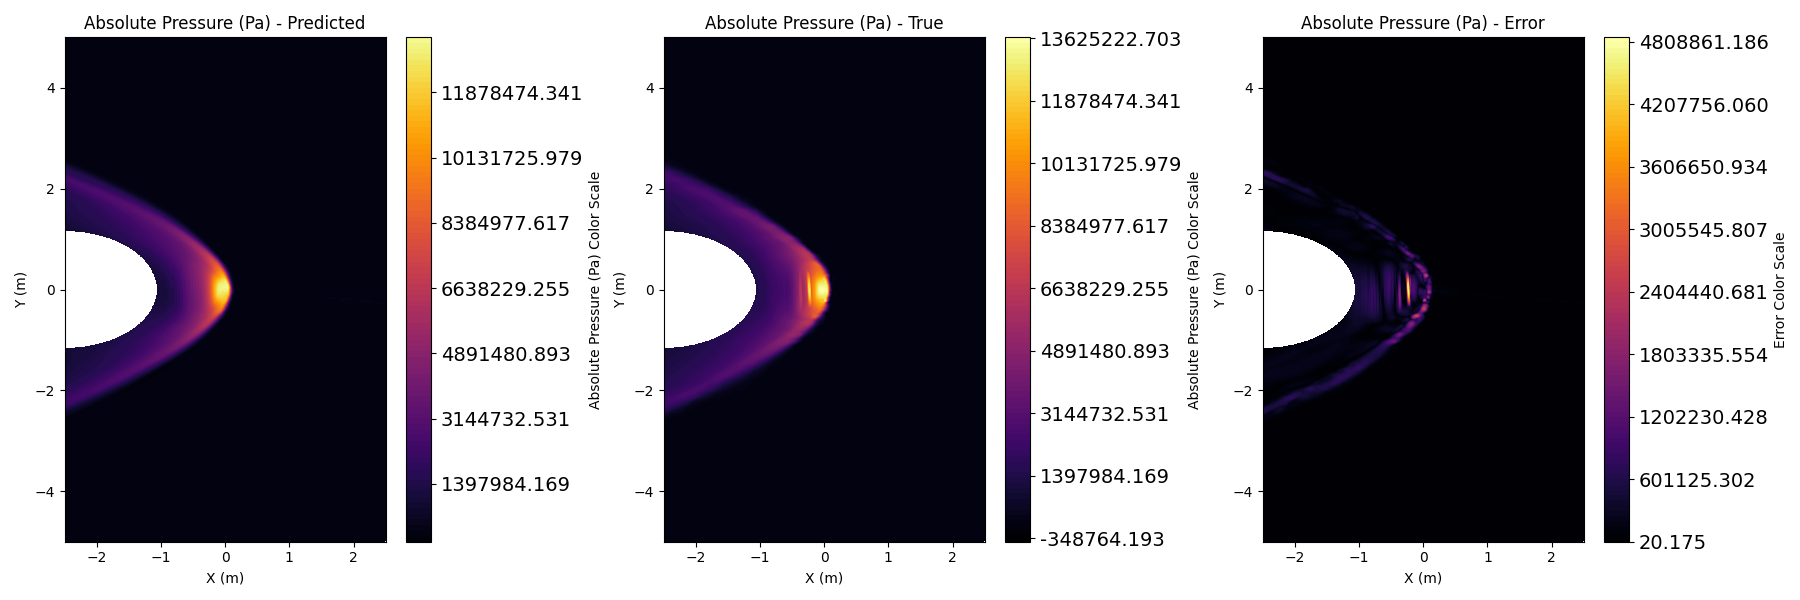 Absolute Pressure (Pa) - Predicted
4
2
0
−2
−4
Y (m)
−2 −1 0 1 2
X (m)
11878474.341
10131725.979
8384977.617
6638229.255
4891480.893
3144732.531
1397984.169
Absolute Pressure (Pa) Color Scale
Absolute Pressure (Pa) - True
4
2
0
−2
−4
Y (m)
−2 −1 0 1 2
X (m)
13625222.703
11878474.341
10131725.979
8384977.617
6638229.255
4891480.893
3144732.531
1397984.169
-348764.193
Absolute Pressure (Pa) Color Scale
Absolute Pressure (Pa) - Error
4
2
0
−2
−4
Y (m)
−2 −1 0 1 2
X (m)
4808861.186
4207756.060
3606650.934
3005545.807
2404440.681
1803335.554
1202230.428
601125.302
20.175
Error Color Scale